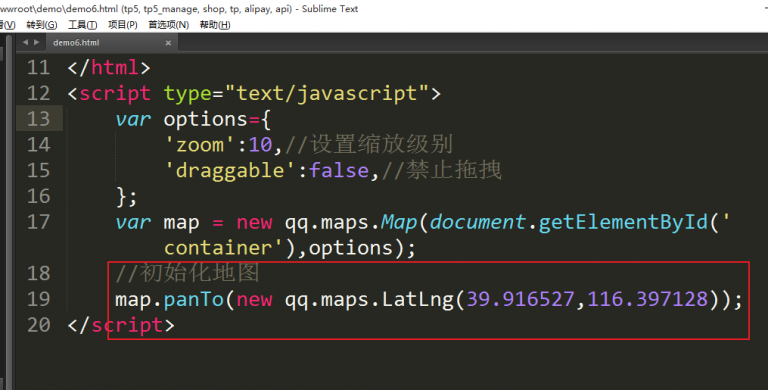 wwroot\demo\demo6.html (tp5, tp5_manage, shop, tp, alipay, api) - Sublime Text
(V) 转到(G) 工具(T) 项目(P) 首选项(N) 帮助(H)
demo6.html ×
11 </html>
12 <script type="text/javascript">
13 var options={
14 'zoom':10,//设置缩放级别
15 'draggable':false,//禁止拖拽
16 };
17 var map = new qq.maps.Map(document.getElementById('
container'),options);
18 //初始化地图
19 map.panTo(new qq.maps.LatLng(39.916527,116.397128));
20 </script>